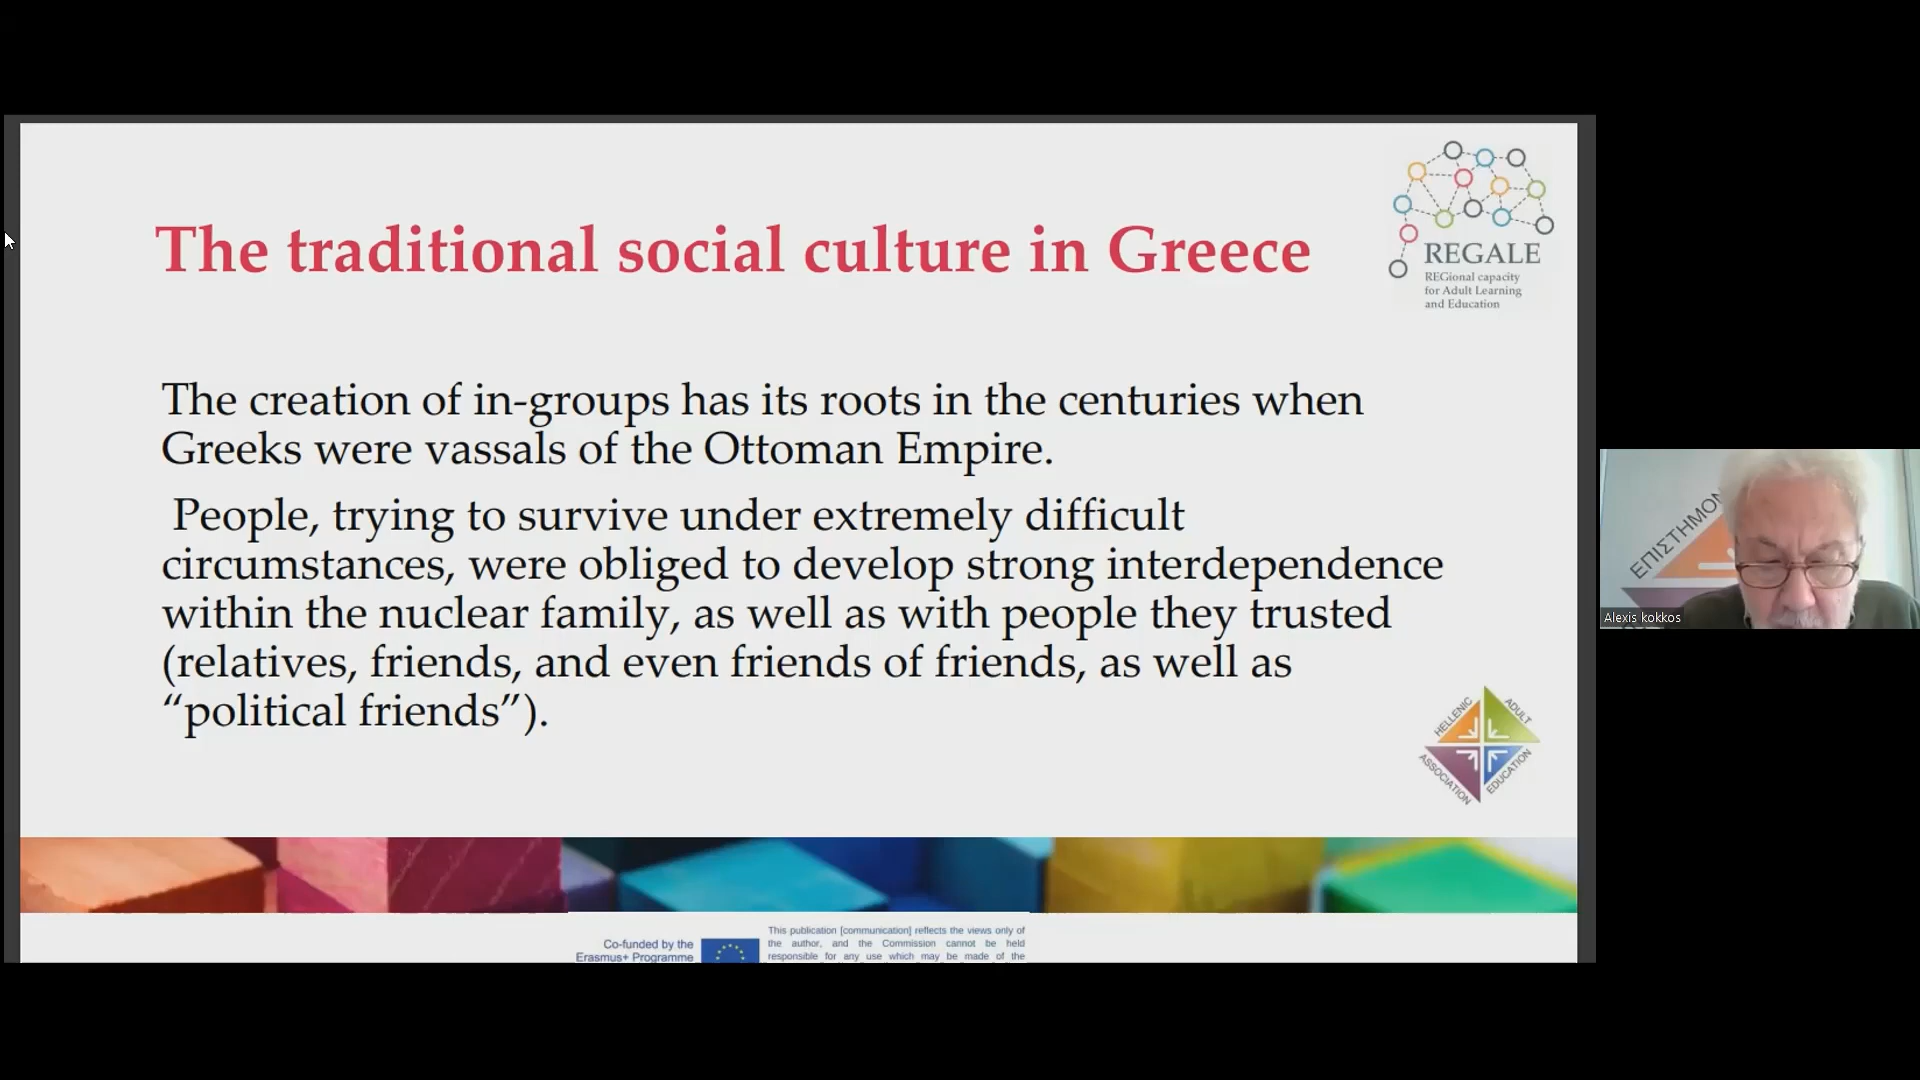 The traditional social culture in Greece
REGALE
REGional capacity
for Adult Learning
and Education
The creation of in-groups has its roots in the centuries when
Greeks were vassals of the Ottoman Empire.
People, trying to survive under extremely difficult
circumstances, were obliged to develop strong interdependence
within the nuclear family, as well as with people they trusted
(relatives, friends, and even friends of friends, as well as
“political friends”).
HELLENIC
ADULT
ASSOCIATION
EDUCATION
Co-funded by the
Erasmus+ Programme
This publication [communication] reflects the views only of
the author, and the Commission cannot be held
responsible for any use which may be made of the
ΕΠΙΣΤΗΜΟΝ
Alexis kokkos